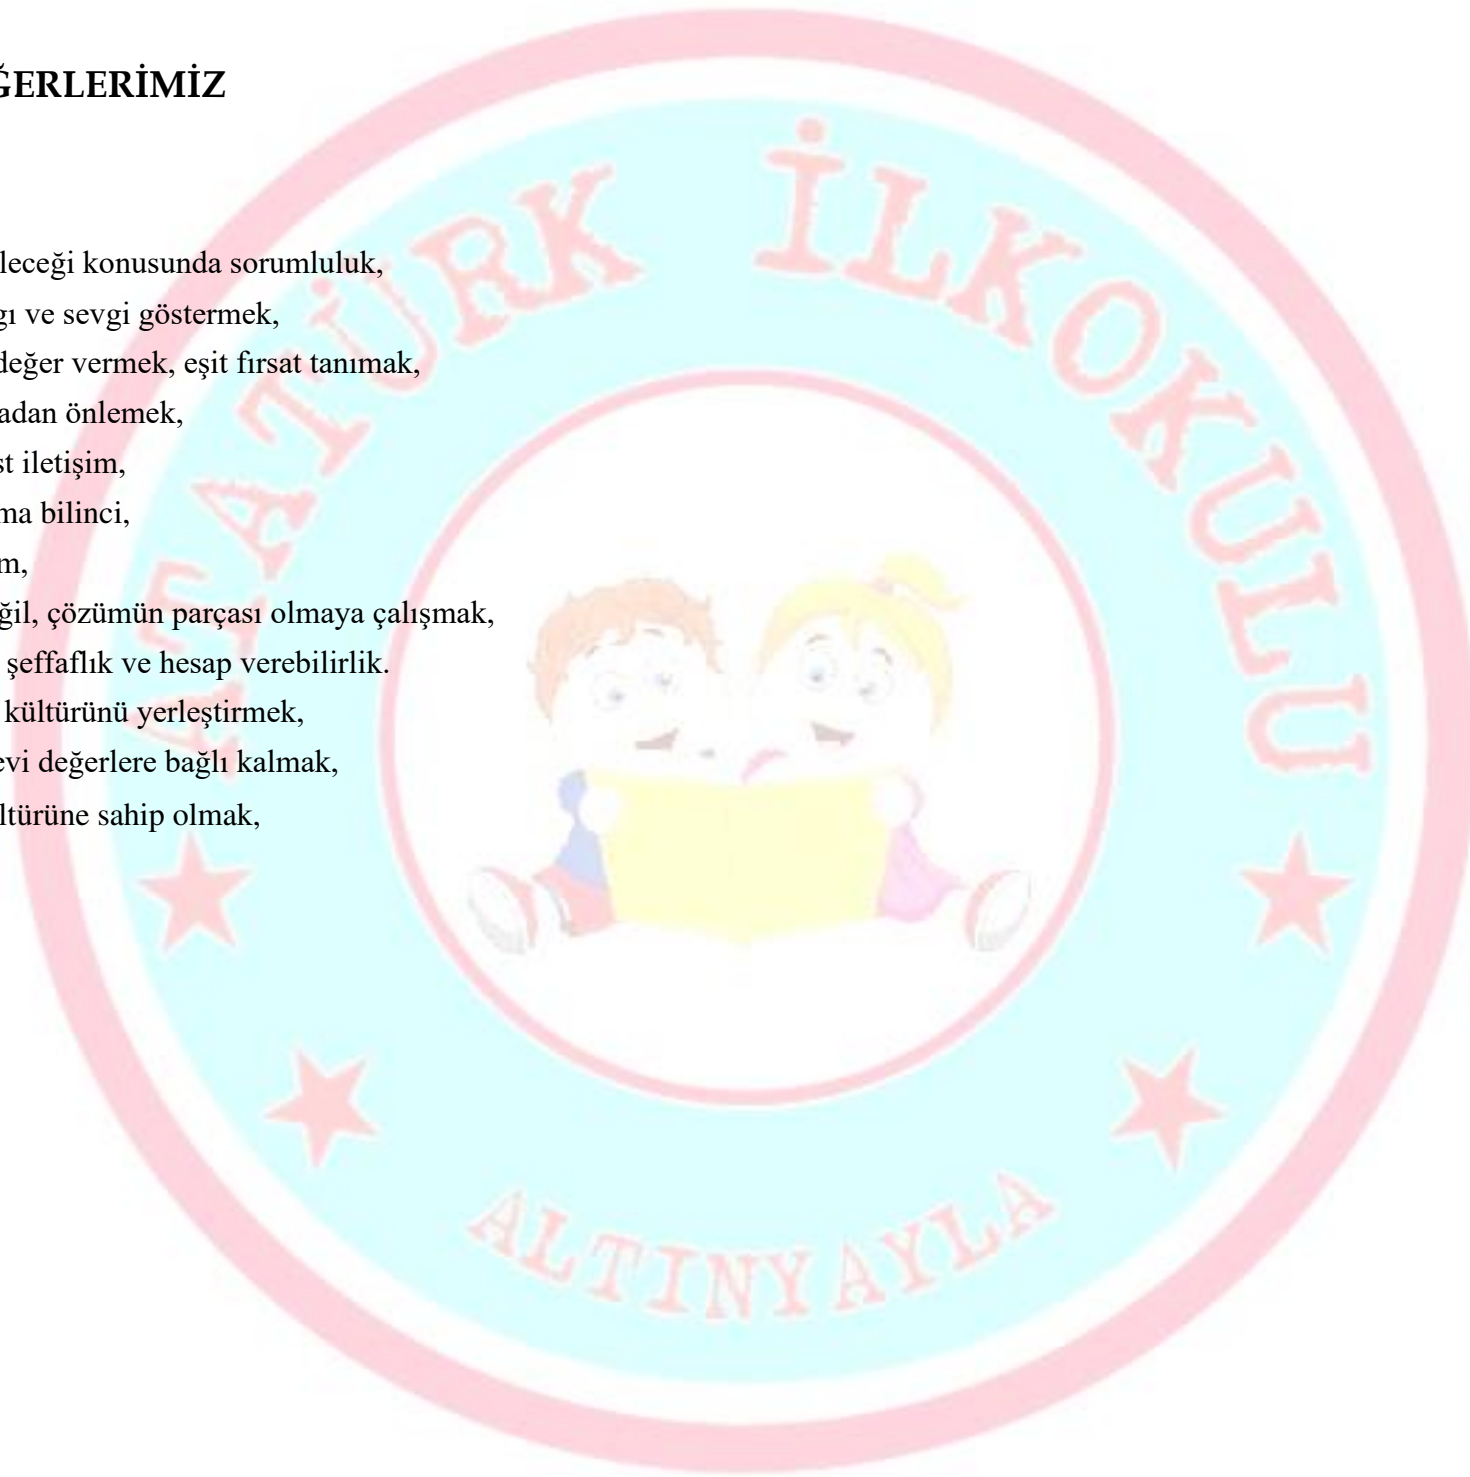 ĞERLERİMİZ
leceği konusunda sorumluluk,
gı ve sevgi göstermek,
değer vermek, eşit fırsat tanımak,
adan önlemek,
st iletişim,
ma bilinci,
m,
ğil, çözümün parçası olmaya çalışmak,
şeffaflık ve hesap verebilirlik.
kültürünü yerleştirmek,
evi değerlere bağlı kalmak,
ltürüne sahip olmak,
ATATÜRK İLKOKULU
ALTINYAYLA